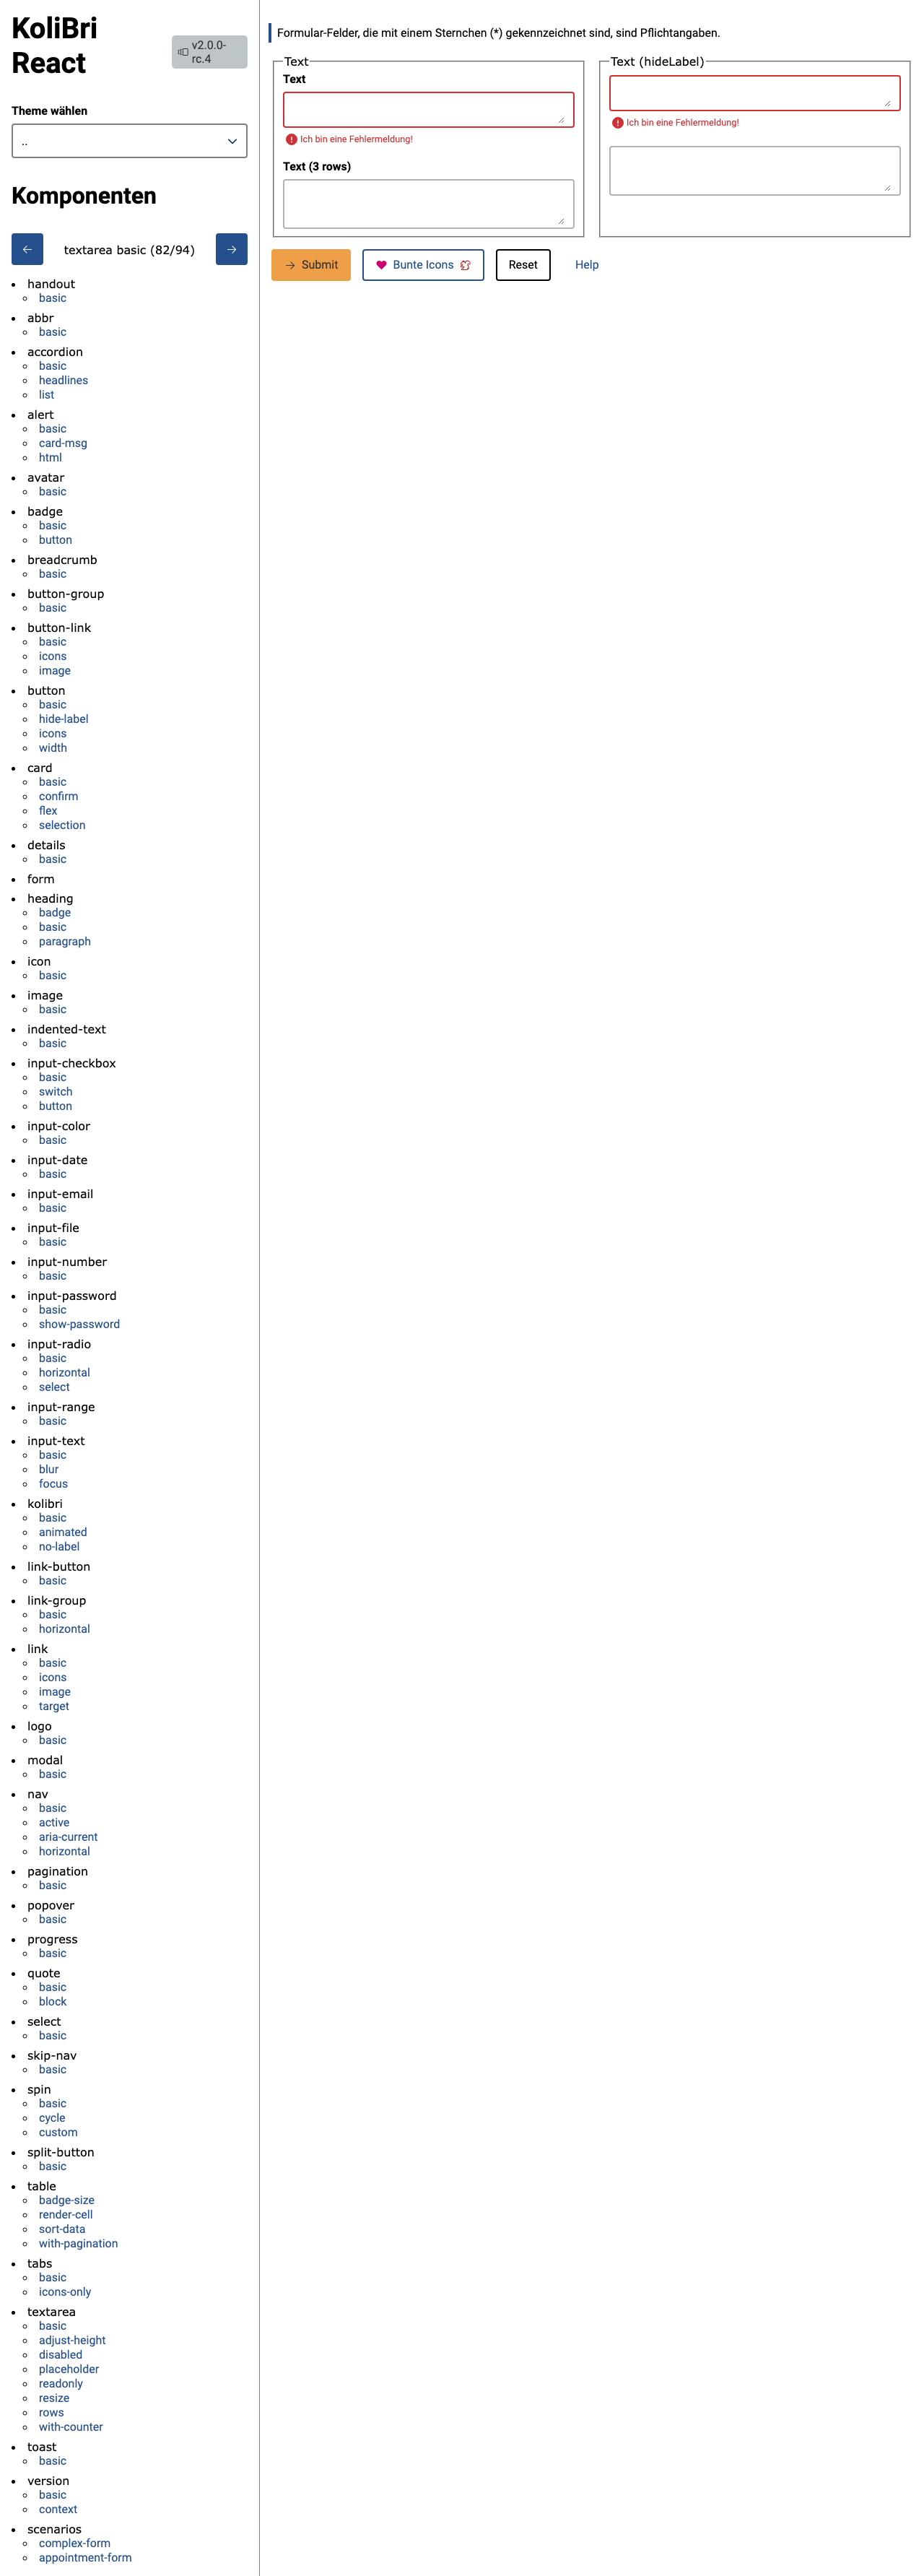 KoliBri
React
v2.0.0-
rc.4
Theme wählen
..
Komponenten
textarea basic (82/94)
handout
basic
abbr
basic
accordion
basic
headlines
list
alert
basic
card-msg
html
avatar
basic
badge
basic
button
breadcrumb
basic
button-group
basic
button-link
basic
icons
image
button
basic
hide-label
icons
width
card
basic
confirm
flex
selection
details
basic
form
heading
badge
basic
paragraph
icon
basic
image
basic
indented-text
basic
input-checkbox
basic
switch
button
input-color
basic
input-date
basic
input-email
basic
input-file
basic
input-number
basic
input-password
basic
show-password
input-radio
basic
horizontal
select
input-range
basic
input-text
basic
blur
focus
kolibri
basic
animated
no-label
link-button
basic
link-group
basic
horizontal
link
basic
icons
image
target
logo
basic
modal
basic
nav
basic
active
aria-current
horizontal
pagination
basic
popover
basic
progress
basic
quote
basic
block
select
basic
skip-nav
basic
spin
basic
cycle
custom
split-button
basic
table
badge-size
render-cell
sort-data
with-pagination
tabs
basic
icons-only
textarea
basic
adjust-height
disabled
placeholder
readonly
resize
rows
with-counter
toast
basic
version
basic
context
scenarios
complex-form
appointment-form
Formular-Felder, die mit einem Sternchen (*) gekennzeichnet sind, sind Pflichtangaben.
Text
Text
Ich bin eine Fehlermeldung!
Text (3 rows)
Text (hideLabel)
Ich bin eine Fehlermeldung!
Submit
Bunte Icons
Reset
Help